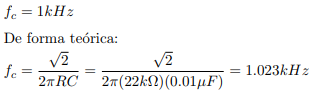 f_c = 1kHz
De forma teórica:
f_c = √2 / 2πRC = √2 / 2π(22kΩ)(0.01μF) = 1.023kHz